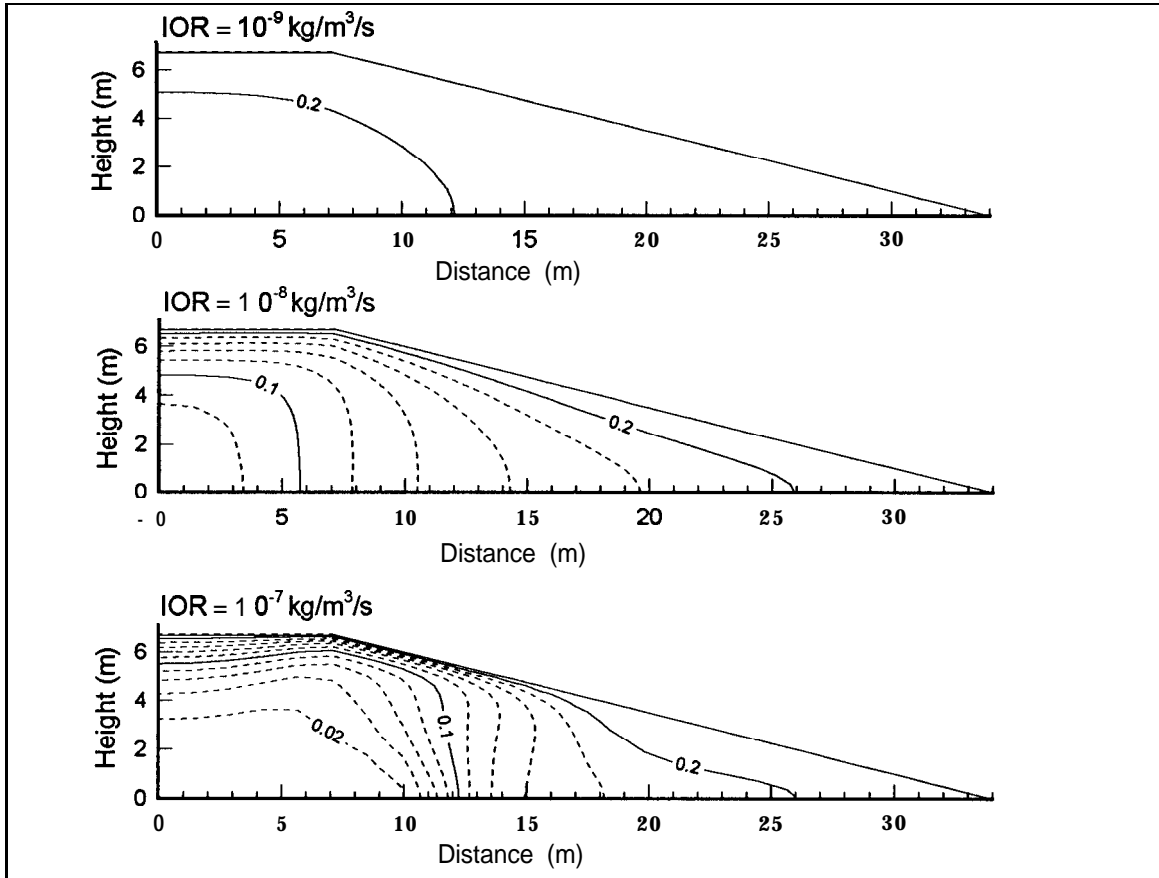 IOR = 10⁻⁹ kg/m³/s
Height (m)
6
4
2
0
0.2
0 5 10 15 20 25 30
Distance (m)
IOR = 1 0⁻⁸ kg/m³/s
Height (m)
6
4
2
0
0.1
0.2
- 0 5 10 15 20 25 30
Distance (m)
IOR = 1 0⁻⁷ kg/m³/s
Height (m)
6
4
2
0
0.02
0.1
0.2
0 5 10 15 20 25 30
Distance (m)